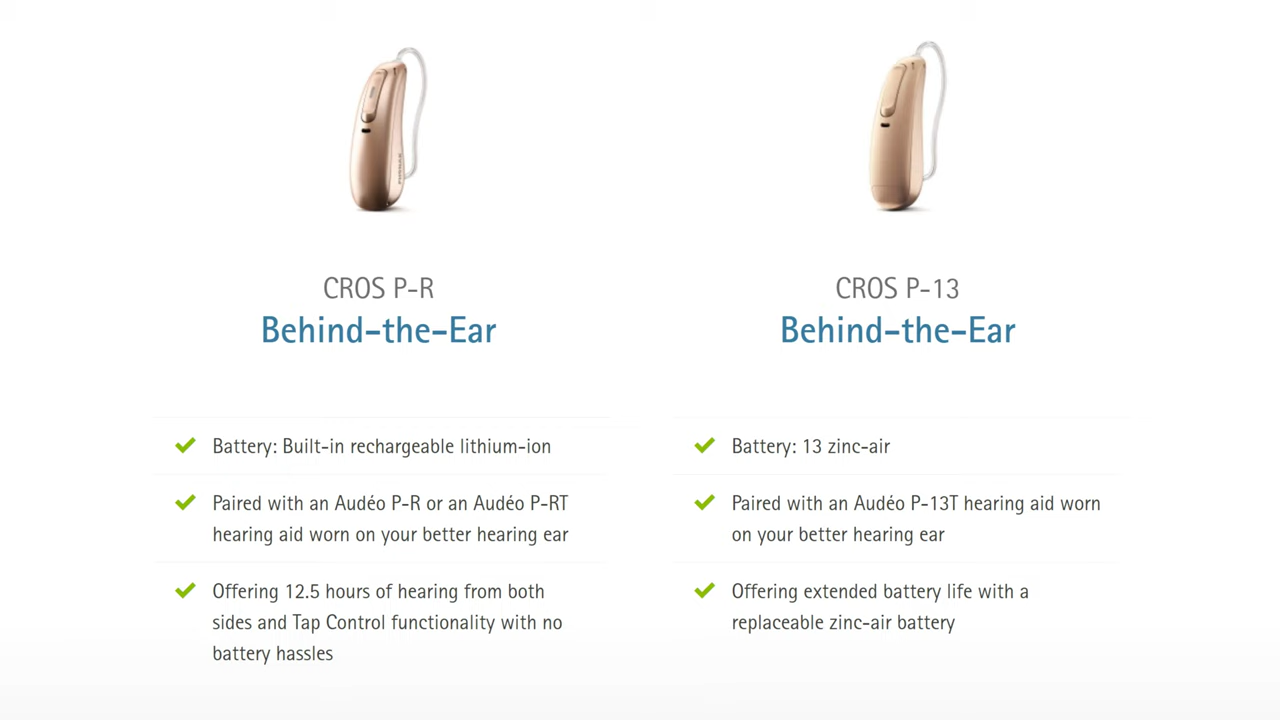 CROS P-R
Behind-the-Ear
Battery: Built-in rechargeable lithium-ion
Paired with an Audéo P-R or an Audéo P-RT
hearing aid worn on your better hearing ear
Offering 12.5 hours of hearing from both
sides and Tap Control functionality with no
battery hassles
CROS P-13
Behind-the-Ear
Battery: 13 zinc-air
Paired with an Audéo P-13T hearing aid worn
on your better hearing ear
Offering extended battery life with a
replaceable zinc-air battery